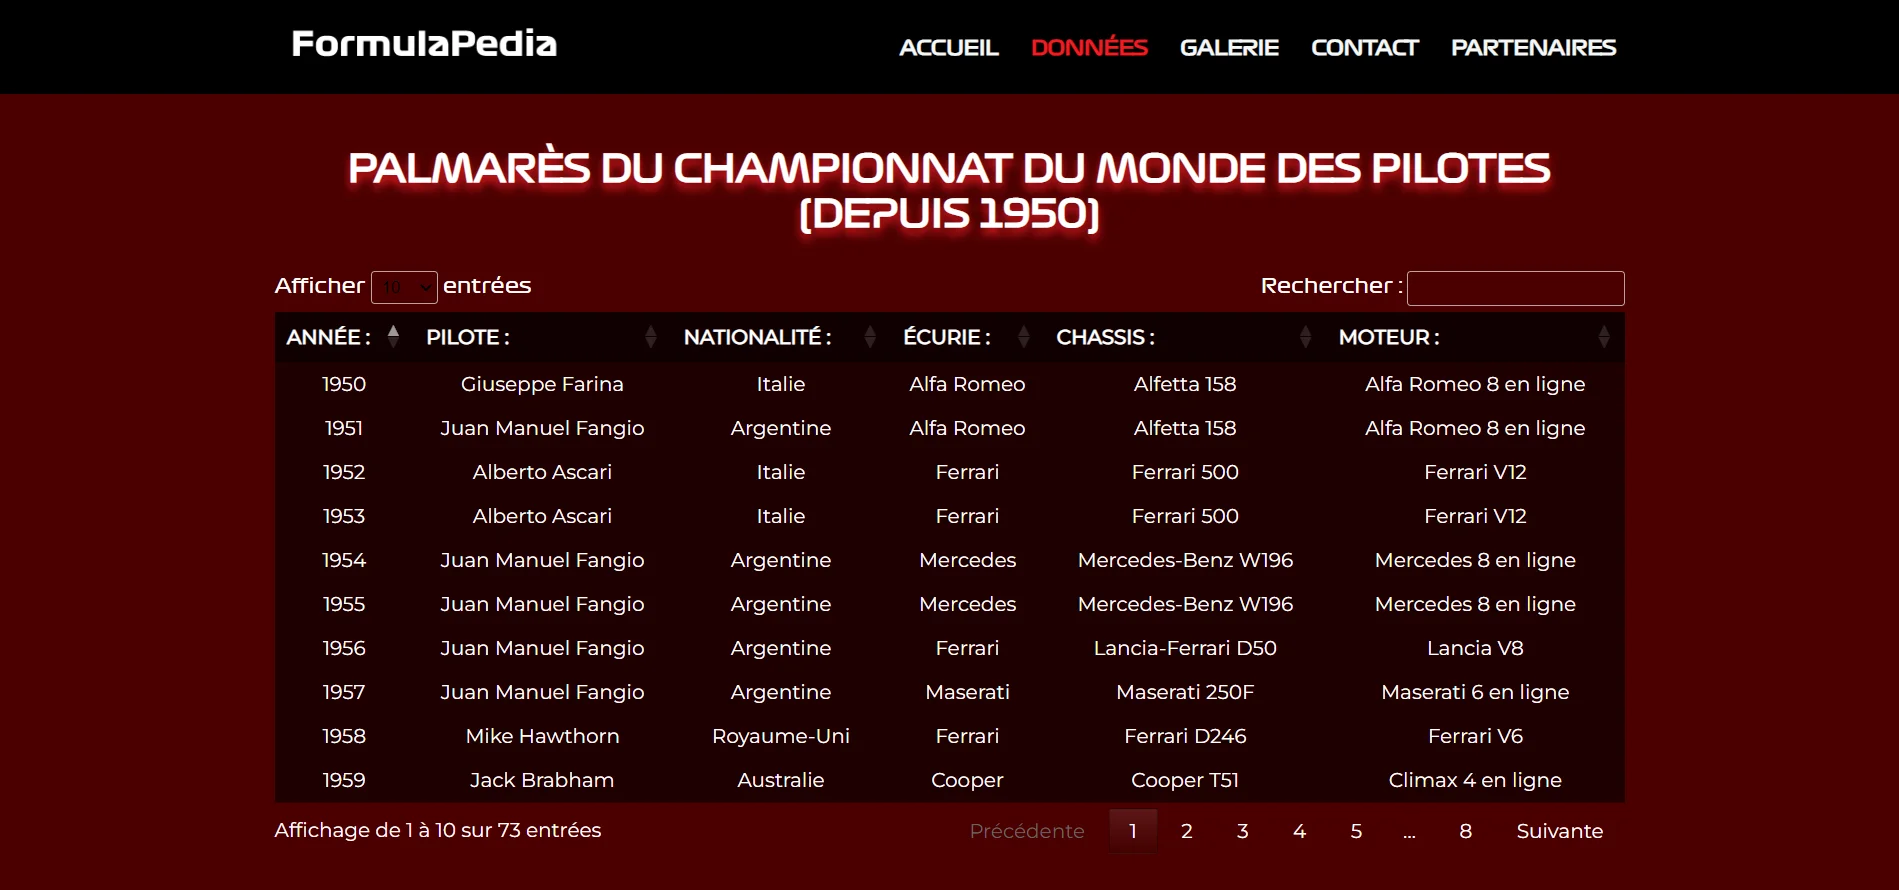 FormulaPedia ACCUEIL DONNÉES GALERIE CONTACT PARTENAIRES
PALMARÈS DU CHAMPIONNAT DU MONDE DES PILOTES
(DEPUIS 1950)
Afficher 10 entrées Rechercher :
ANNÉE : PILOTE : NATIONALITÉ : ÉCURIE : CHASSIS : MOTEUR :
1950 Giuseppe Farina Italie Alfa Romeo Alfetta 158 Alfa Romeo 8 en ligne
1951 Juan Manuel Fangio Argentine Alfa Romeo Alfetta 158 Alfa Romeo 8 en ligne
1952 Alberto Ascari Italie Ferrari Ferrari 500 Ferrari V12
1953 Alberto Ascari Italie Ferrari Ferrari 500 Ferrari V12
1954 Juan Manuel Fangio Argentine Mercedes Mercedes-Benz W196 Mercedes 8 en ligne
1955 Juan Manuel Fangio Argentine Mercedes Mercedes-Benz W196 Mercedes 8 en ligne
1956 Juan Manuel Fangio Argentine Ferrari Lancia-Ferrari D50 Lancia V8
1957 Juan Manuel Fangio Argentine Maserati Maserati 250F Maserati 6 en ligne
1958 Mike Hawthorn Royaume-Uni Ferrari Ferrari D246 Ferrari V6
1959 Jack Brabham Australie Cooper Cooper T51 Climax 4 en ligne
Affichage de 1 à 10 sur 73 entrées Précédente 1 2 3 4 5 ... 8 Suivante